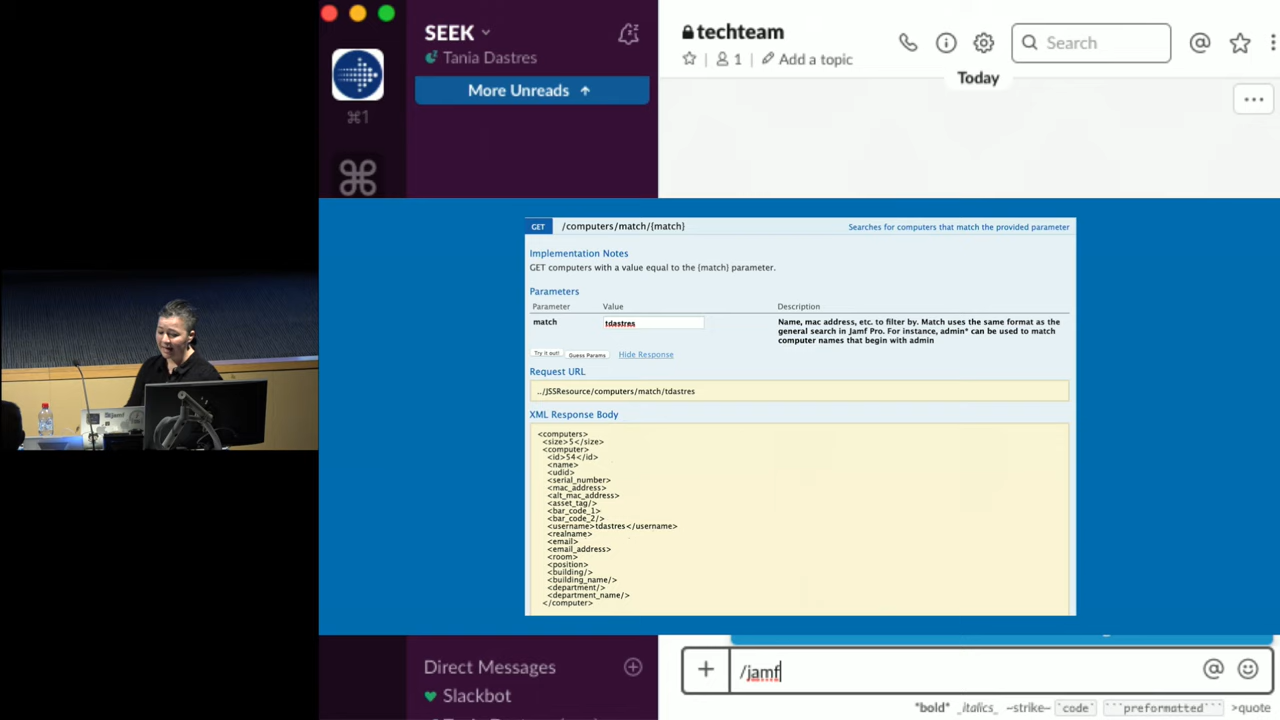 SEEK
Tania Dastres
More Unreads ↑
⌘1
⌘
techteam
1
Add a topic
Search
Today
GET /computers/match/{match} Searches for computers that match the provided parameter
Implementation Notes
GET computers with a value equal to the {match} parameter.
Parameters
Parameter Value Description
match tdastres Name, mac address, etc. to filter by. Match uses the same format as the
general search in Jamf Pro. For instance, admin* can be used to match
computer names that begin with admin
Try it out! Guess Params Hide Response
Request URL
../JSSResource/computers/match/tdastres
XML Response Body
<computers>
<size>5</size>
<computer>
<id>54</id>
<name>
<udid>
<serial_number>
<mac_address>
<alt_mac_address>
<asset_tag/>
<bar_code_1>
<bar_code_2/>
<username>tdastres</username>
<realname>
<email>
<email_address>
<room>
<position>
<building/>
<building_name/>
<department/>
<department_name/>
</computer>
Direct Messages
Slackbot
/jamf
*bold* _italics_ ~strike~ `code` ```preformatted``` >quote